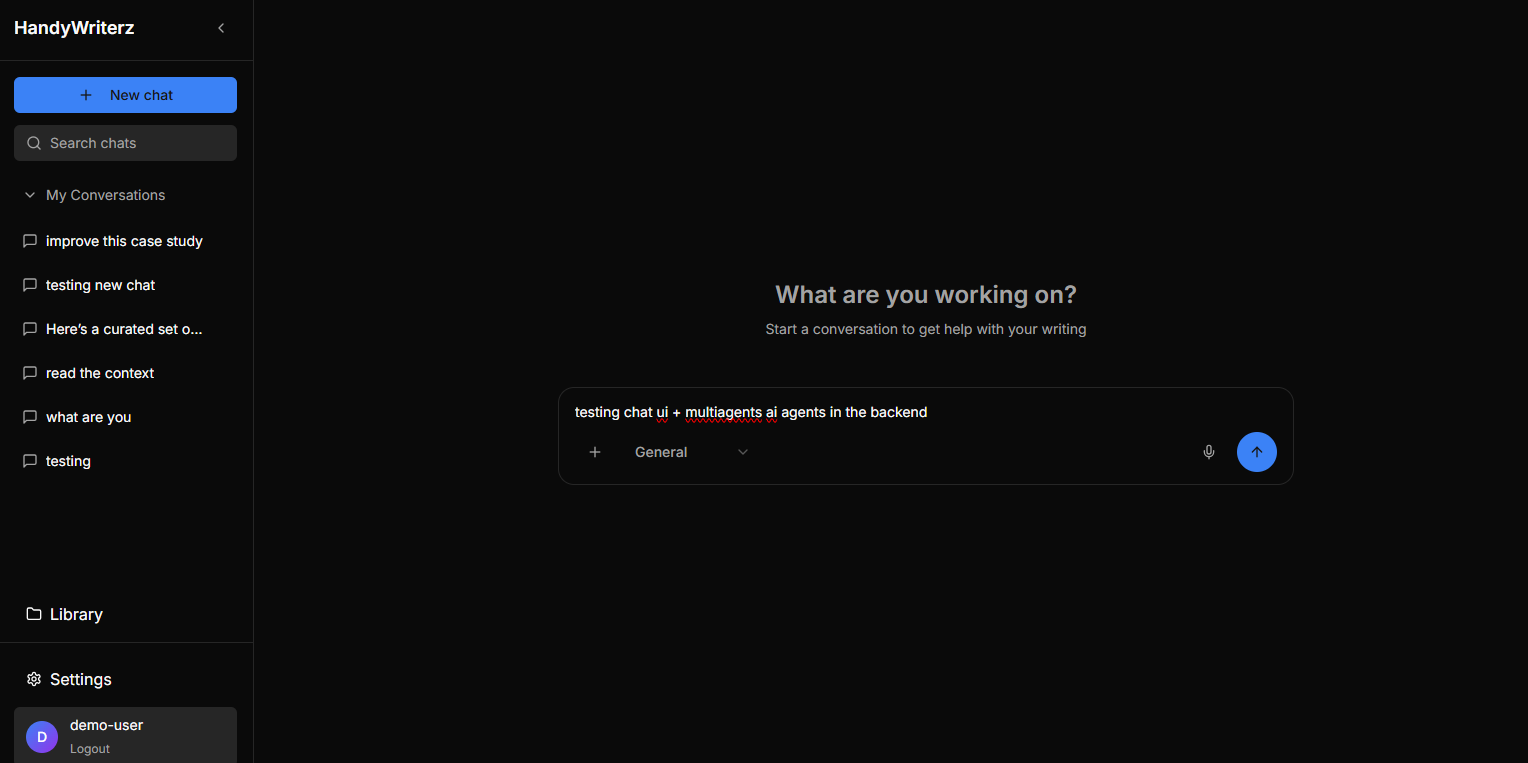 HandyWriterz
New chat
Search chats
My Conversations
improve this case study
testing new chat
Here’s a curated set o...
read the context
what are you
testing
Library
Settings
D
demo-user
Logout
What are you working on?
Start a conversation to get help with your writing
testing chat ui + multiagents ai agents in the backend
General